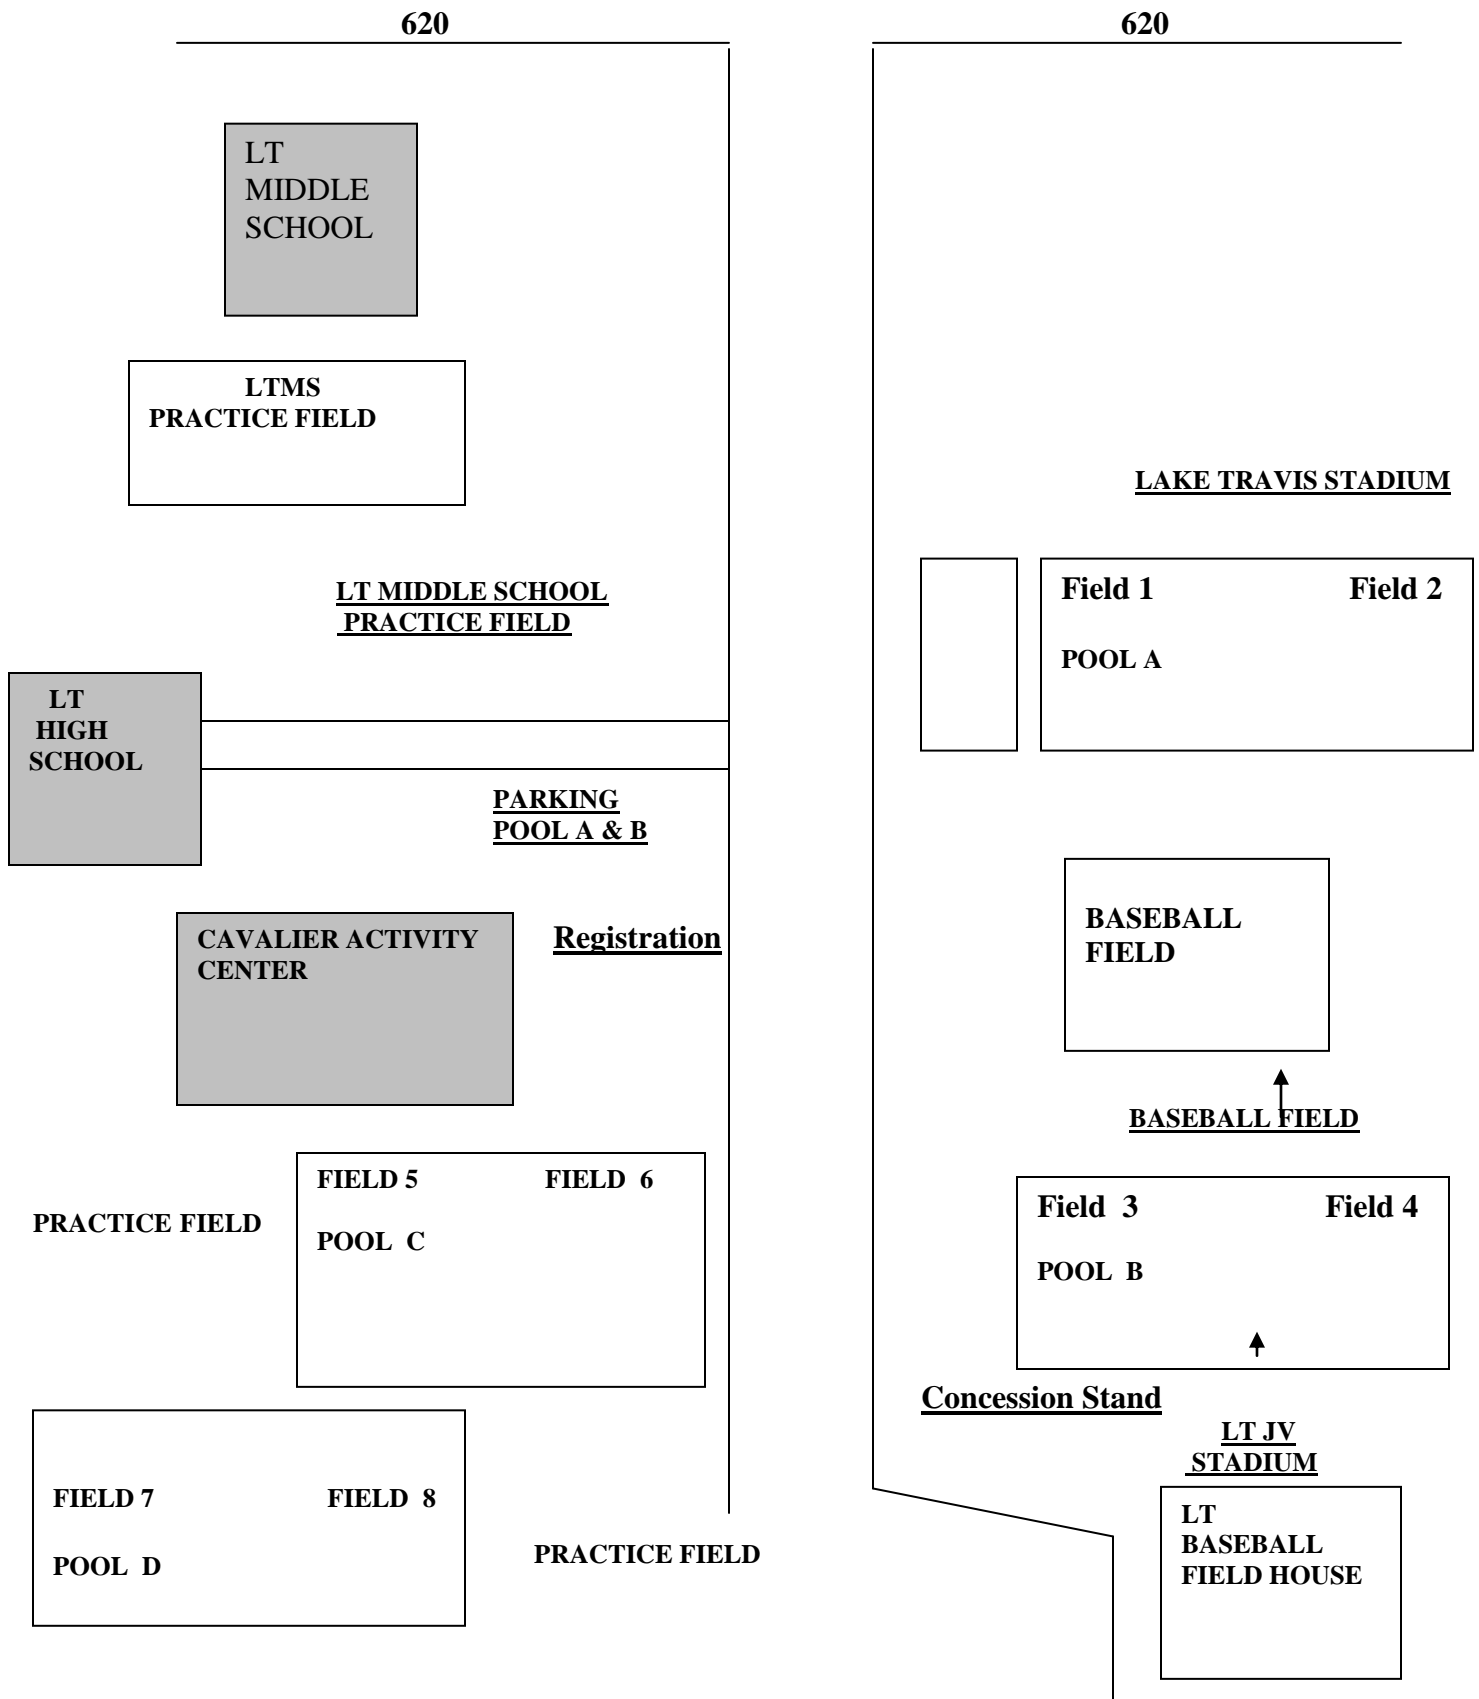 620
620
LT
MIDDLE
SCHOOL
LTMS
PRACTICE FIELD
LAKE TRAVIS STADIUM
LT MIDDLE SCHOOL
PRACTICE FIELD
Field 1 Field 2
POOL A
LT
HIGH
SCHOOL
PARKING
POOL A & B
CAVALIER ACTIVITY
CENTER
Registration
BASEBALL
FIELD
BASEBALL FIELD
FIELD 5 FIELD 6
POOL C
PRACTICE FIELD
Field 3 Field 4
POOL B
Concession Stand
LT JV
STADIUM
FIELD 7 FIELD 8
POOL D
PRACTICE FIELD
LT
BASEBALL
FIELD HOUSE